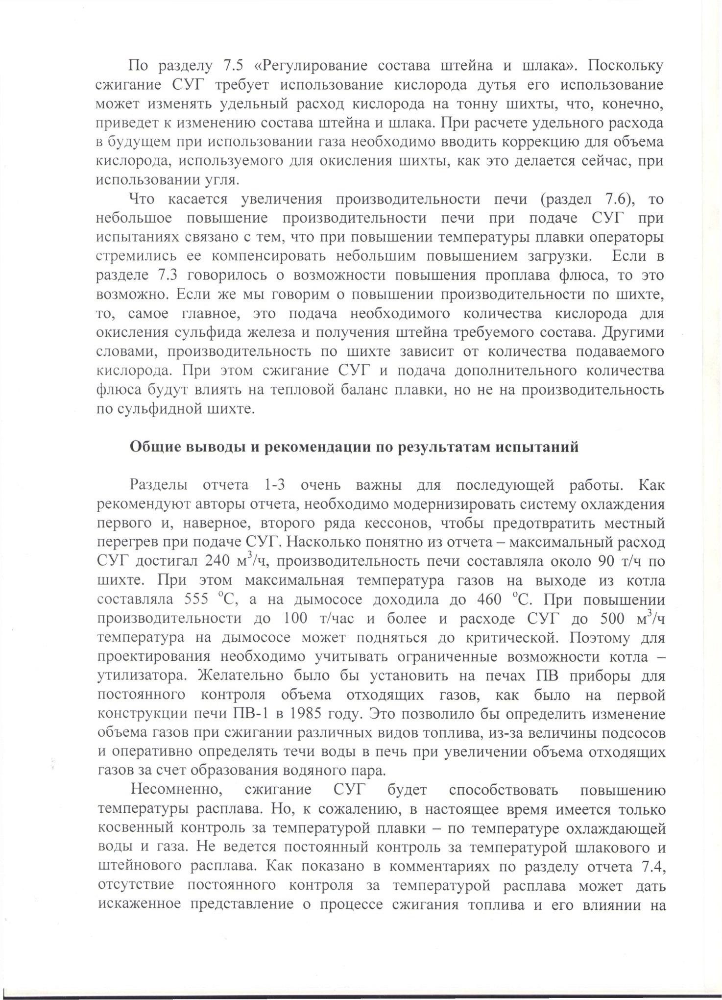 По разделу 7.5 «Регулирование состава штейна и шлака». Поскольку
сжигание СУГ требует использование кислорода дутья его использование
может изменять удельный расход кислорода на тонну шихты, что, конечно,
приведет к изменению состава штейна и шлака. При расчете удельного расхода
в будущем при использовании газа необходимо вводить коррекцию для объема
кислорода, используемого для окисления шихты, как это делается сейчас, при
использовании угля.
Что касается увеличения производительности печи (раздел 7.6), то
небольшое повышение производительности печи при подаче СУГ при
испытаниях связано с тем, что при повышении температуры плавки операторы
стремились ее компенсировать небольшим повышением загрузки. Если в
разделе 7.3 говорилось о возможности повышения проплава флюса, то это
возможно. Если же мы говорим о повышении производительности по шихте,
то, самое главное, это подача необходимого количества кислорода для
окисления сульфида железа и получения штейна требуемого состава. Другими
словами, производительность по шихте зависит от количества подаваемого
кислорода. При этом сжигание СУГ и подача дополнительного количества
флюса будут влиять на тепловой баланс плавки, но не на производительность
по сульфидной шихте.
Общие выводы и рекомендации по результатам испытаний
Разделы отчета 1-3 очень важны для последующей работы. Как
рекомендуют авторы отчета, необходимо модернизировать систему охлаждения
первого и, наверное, второго ряда кессонов, чтобы предотвратить местный
перегрев при подаче СУГ. Насколько понятно из отчета – максимальный расход
СУГ достигал 240 м³/ч, производительность печи составляла около 90 т/ч по
шихте. При этом максимальная температура газов на выходе из котла
составляла 555 ºС, а на дымососе доходила до 460 ºС. При повышении
производительности до 100 т/час и более и расходе СУГ до 500 м³/ч
температура на дымососе может подняться до критической. Поэтому для
проектирования необходимо учитывать ограниченные возможности котла –
утилизатора. Желательно было бы установить на печах ПВ приборы для
постоянного контроля объема отходящих газов, как было на первой
конструкции печи ПВ-1 в 1985 году. Это позволило бы определить изменение
объема газов при сжигании различных видов топлива, из-за величины подсосов
и оперативно определять течи воды в печь при увеличении объема отходящих
газов за счет образования водяного пара.
Несомненно, сжигание СУГ будет способствовать повышению
температуры расплава. Но, к сожалению, в настоящее время имеется только
косвенный контроль за температурой плавки – по температуре охлаждающей
воды и газа. Не ведется постоянный контроль за температурой шлакового и
штейнового расплава. Как показано в комментариях по разделу отчета 7.4,
отсутствие постоянного контроля за температурой расплава может дать
искаженное представление о процессе сжигания топлива и его влиянии на